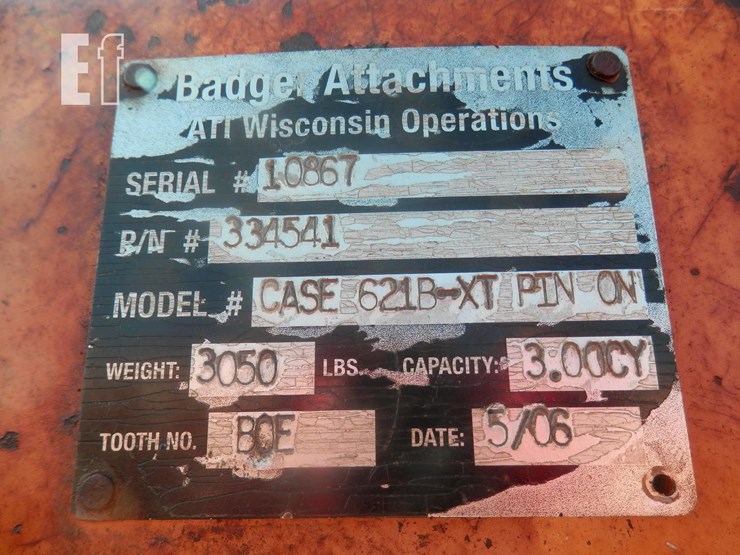 Ef
Badger Attachments
ATI Wisconsin Operations
SERIAL # 10867
P/N # 334541
MODEL # CASE 621B-XT PIN ON
WEIGHT: 3050 LBS. CAPACITY: 3.00CY
TOOTH NO. BOE DATE: 5/06